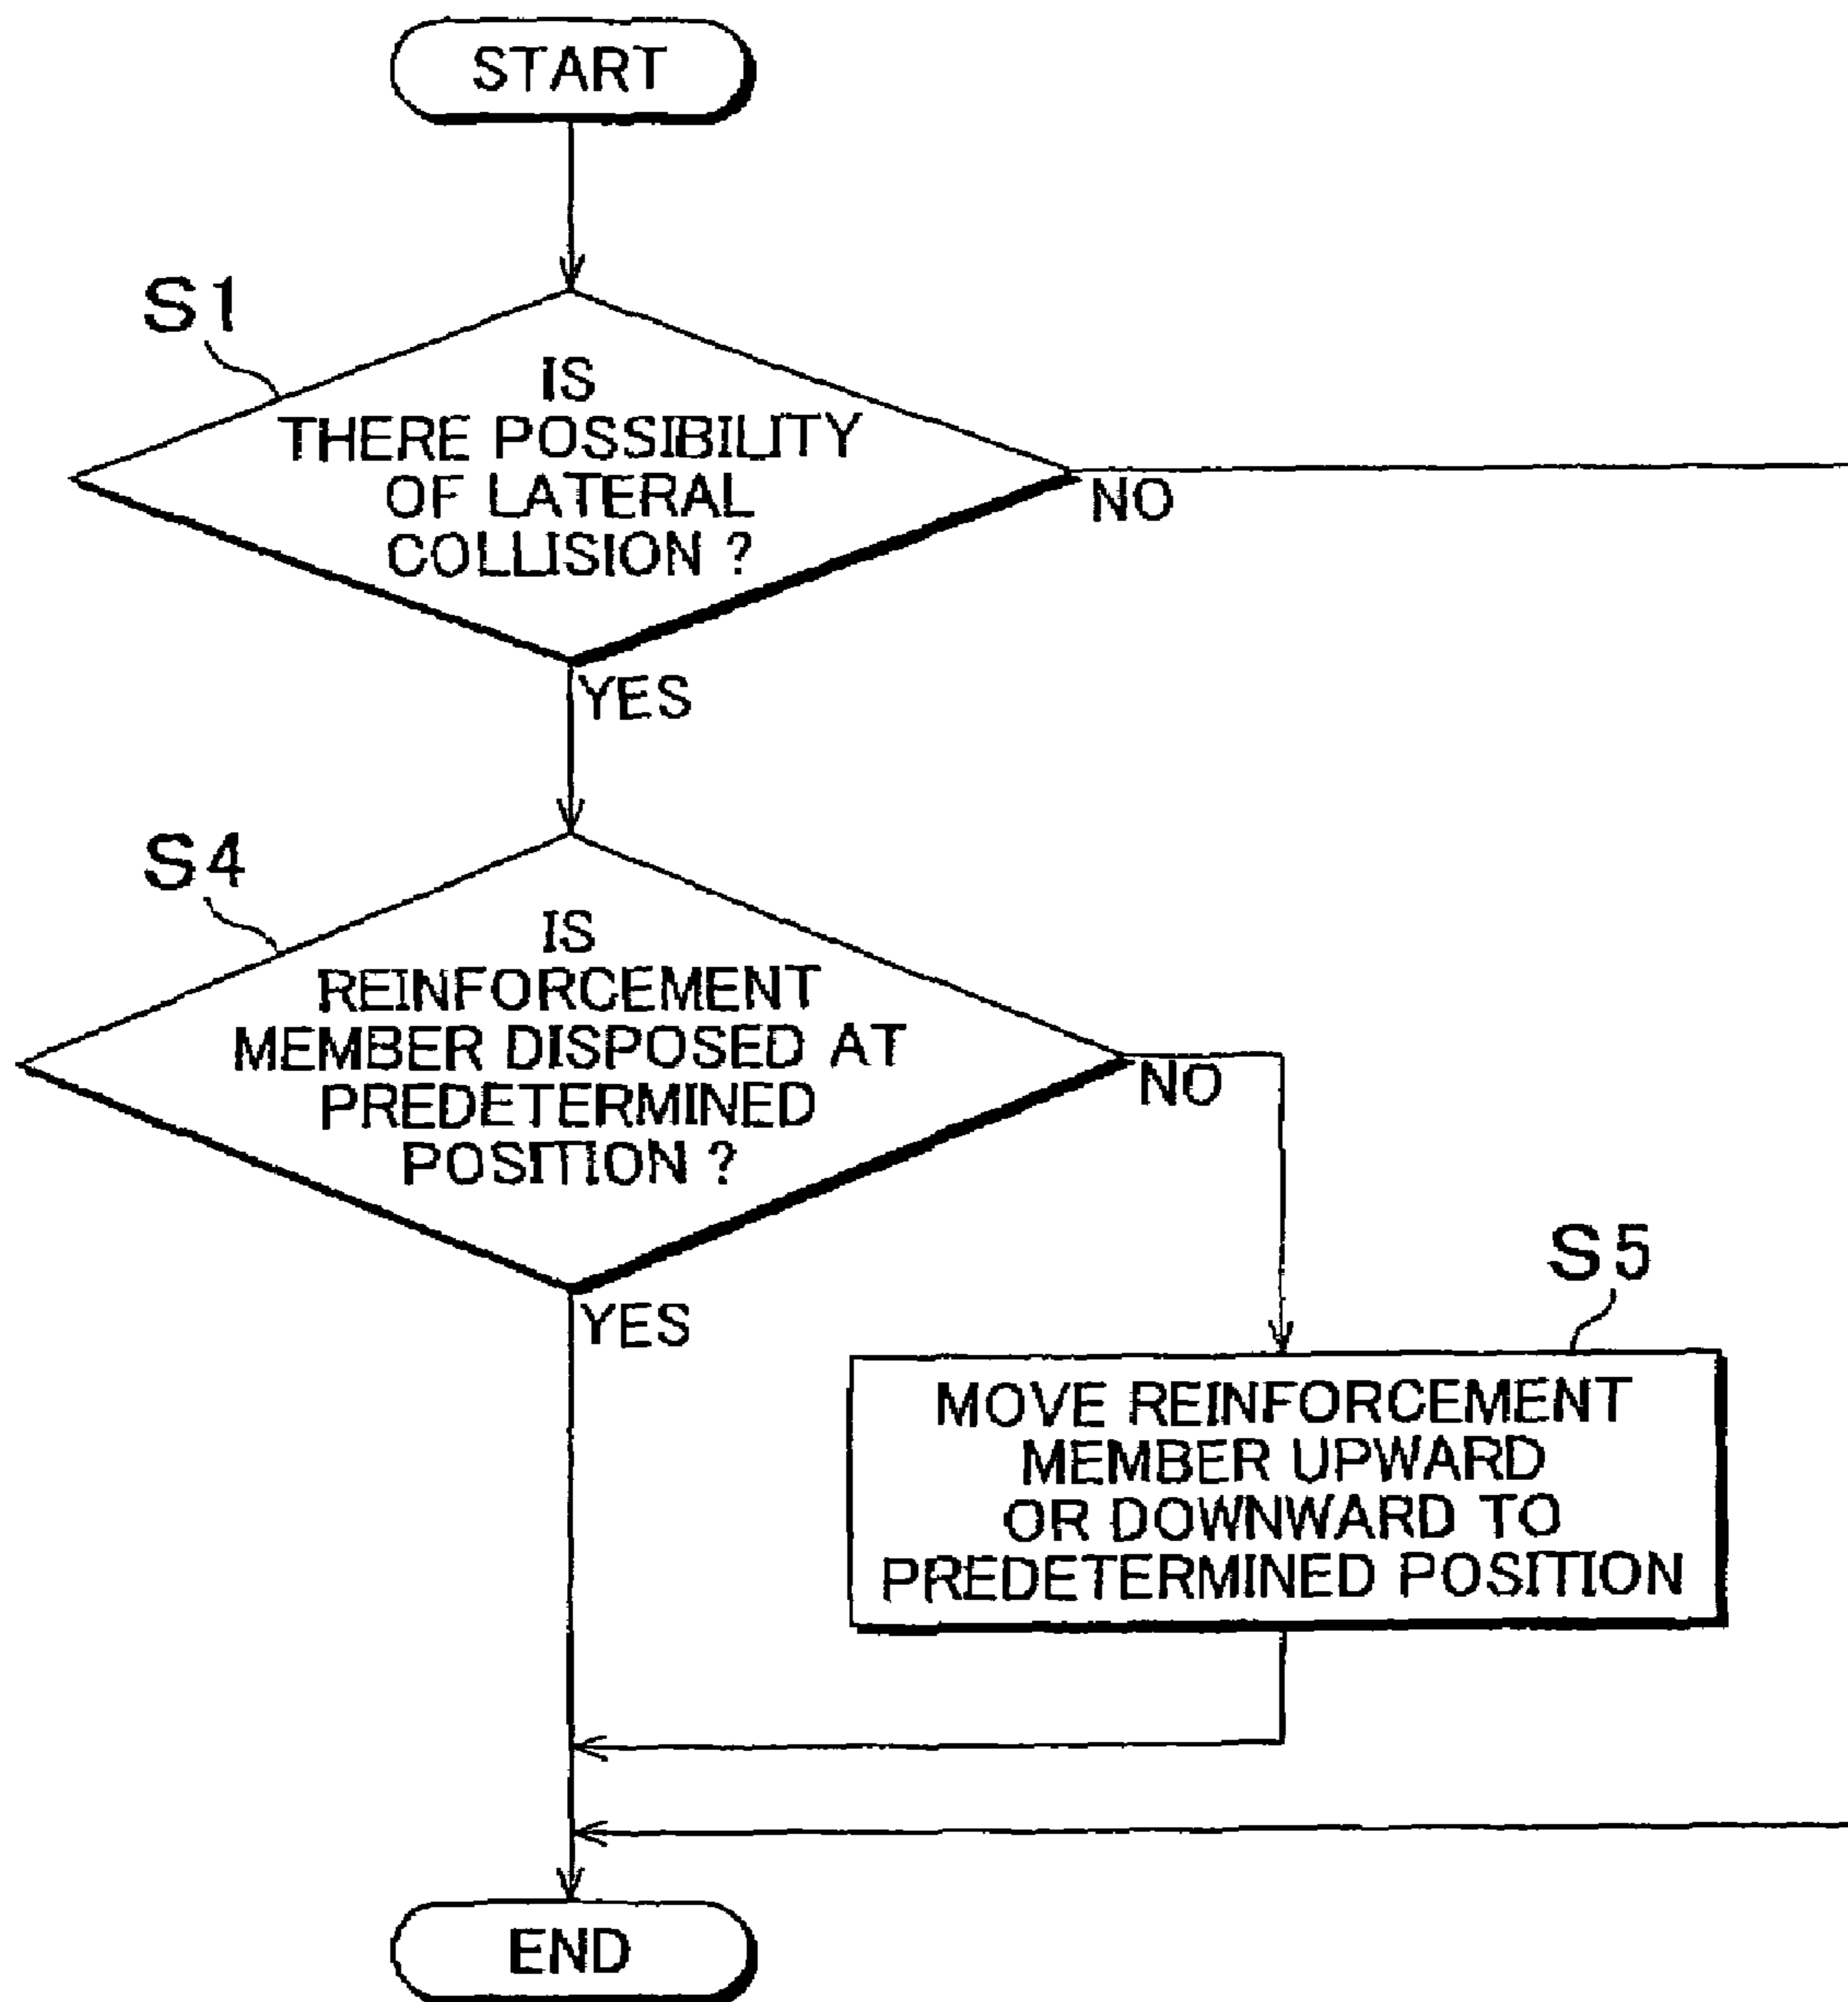 START
S1
IS
THERE POSSIBILITY
OF LATERAL
COLLISION ?
NO
YES
S4
IS
REINFORCEMENT
MEMBER DISPOSED AT
PREDETERMINED
POSITION ?
NO
YES
S5
MOVE REINFORCEMENT
MEMBER UPWARD
OR DOWNWARD TO
PREDETERMINED POSITION
END